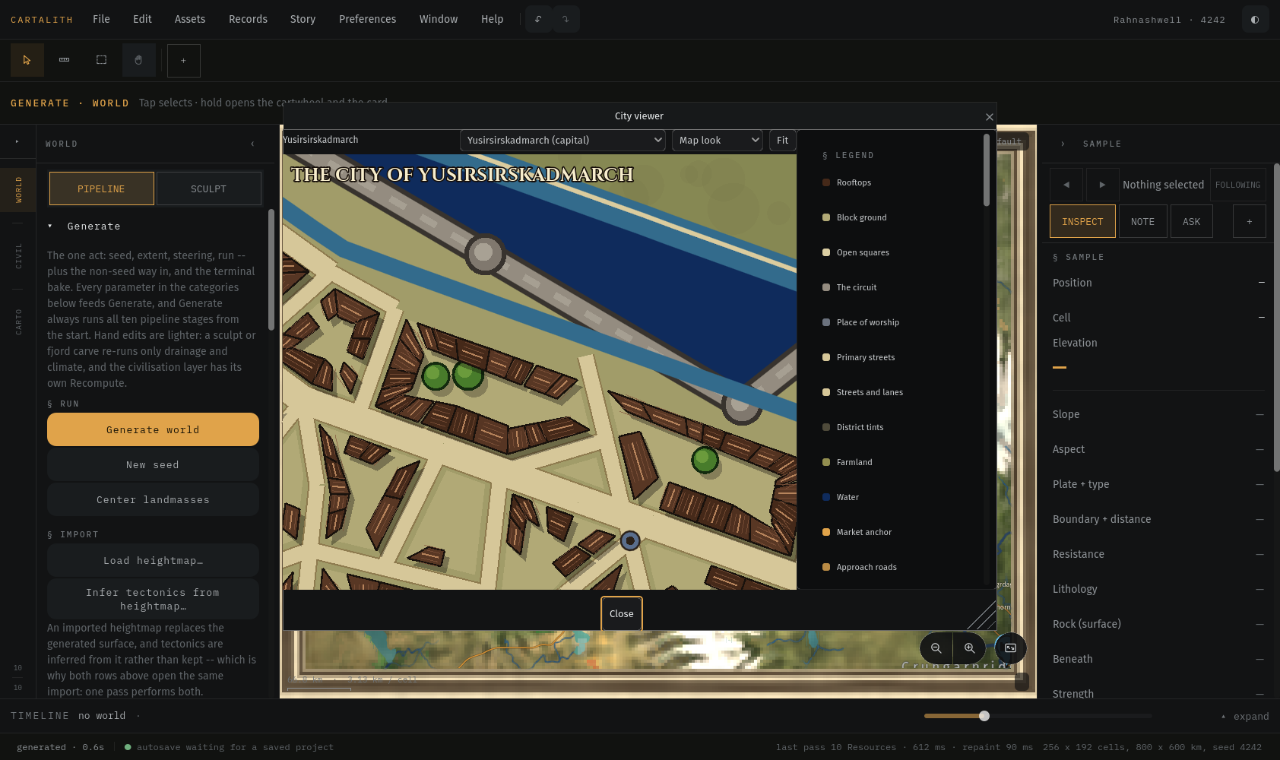 CARTALITH File Edit Assets Records Story Preferences Window Help Rahnashwell · 4242
+
GENERATE · WORLD Tap selects · hold opens the cartwheel and the card
City viewer ×
WORLD
CIVIL
CARTO
10
10
WORLD
PIPELINE SCULPT
Generate
The one act: seed, extent, steering, run --
plus the non-seed way in, and the terminal
bake. Every parameter in the categories
below feeds Generate, and Generate
always runs all ten pipeline stages from
the start. Hand edits are lighter: a sculpt or
fjord carve re-runs only drainage and
climate, and the civilisation layer has its
own Recompute.
§ RUN
Generate world
New seed
Center landmasses
§ IMPORT
Load heightmap…
Infer tectonics from
heightmap…
An imported heightmap replaces the
generated surface, and tectonics are
inferred from it rather than kept -- which is
why both rows above open the same
import: one pass performs both.
Yusirsirskadmarch Yusirsirskadmarch (capital) Map look Fit
THE CITY OF YUSIRSIRSKADMARCH
§ LEGEND
Rooftops
Block ground
Open squares
The circuit
Place of worship
Primary streets
Streets and lanes
District tints
Farmland
Water
Market anchor
Approach roads
Close
SAMPLE
Nothing selected FOLLOWING
INSPECT NOTE ASK +
§ SAMPLE
Position —
Cell —
Elevation
—
Slope —
Aspect —
Plate + type —
Boundary + distance —
Resistance —
Lithology —
Rock (surface) —
Beneath —
Strength —
TIMELINE no world · expand
generated · 0.6s autosave waiting for a saved project last pass 10 Resources · 612 ms · repaint 90 ms 256 x 192 cells, 800 x 600 km, seed 4242